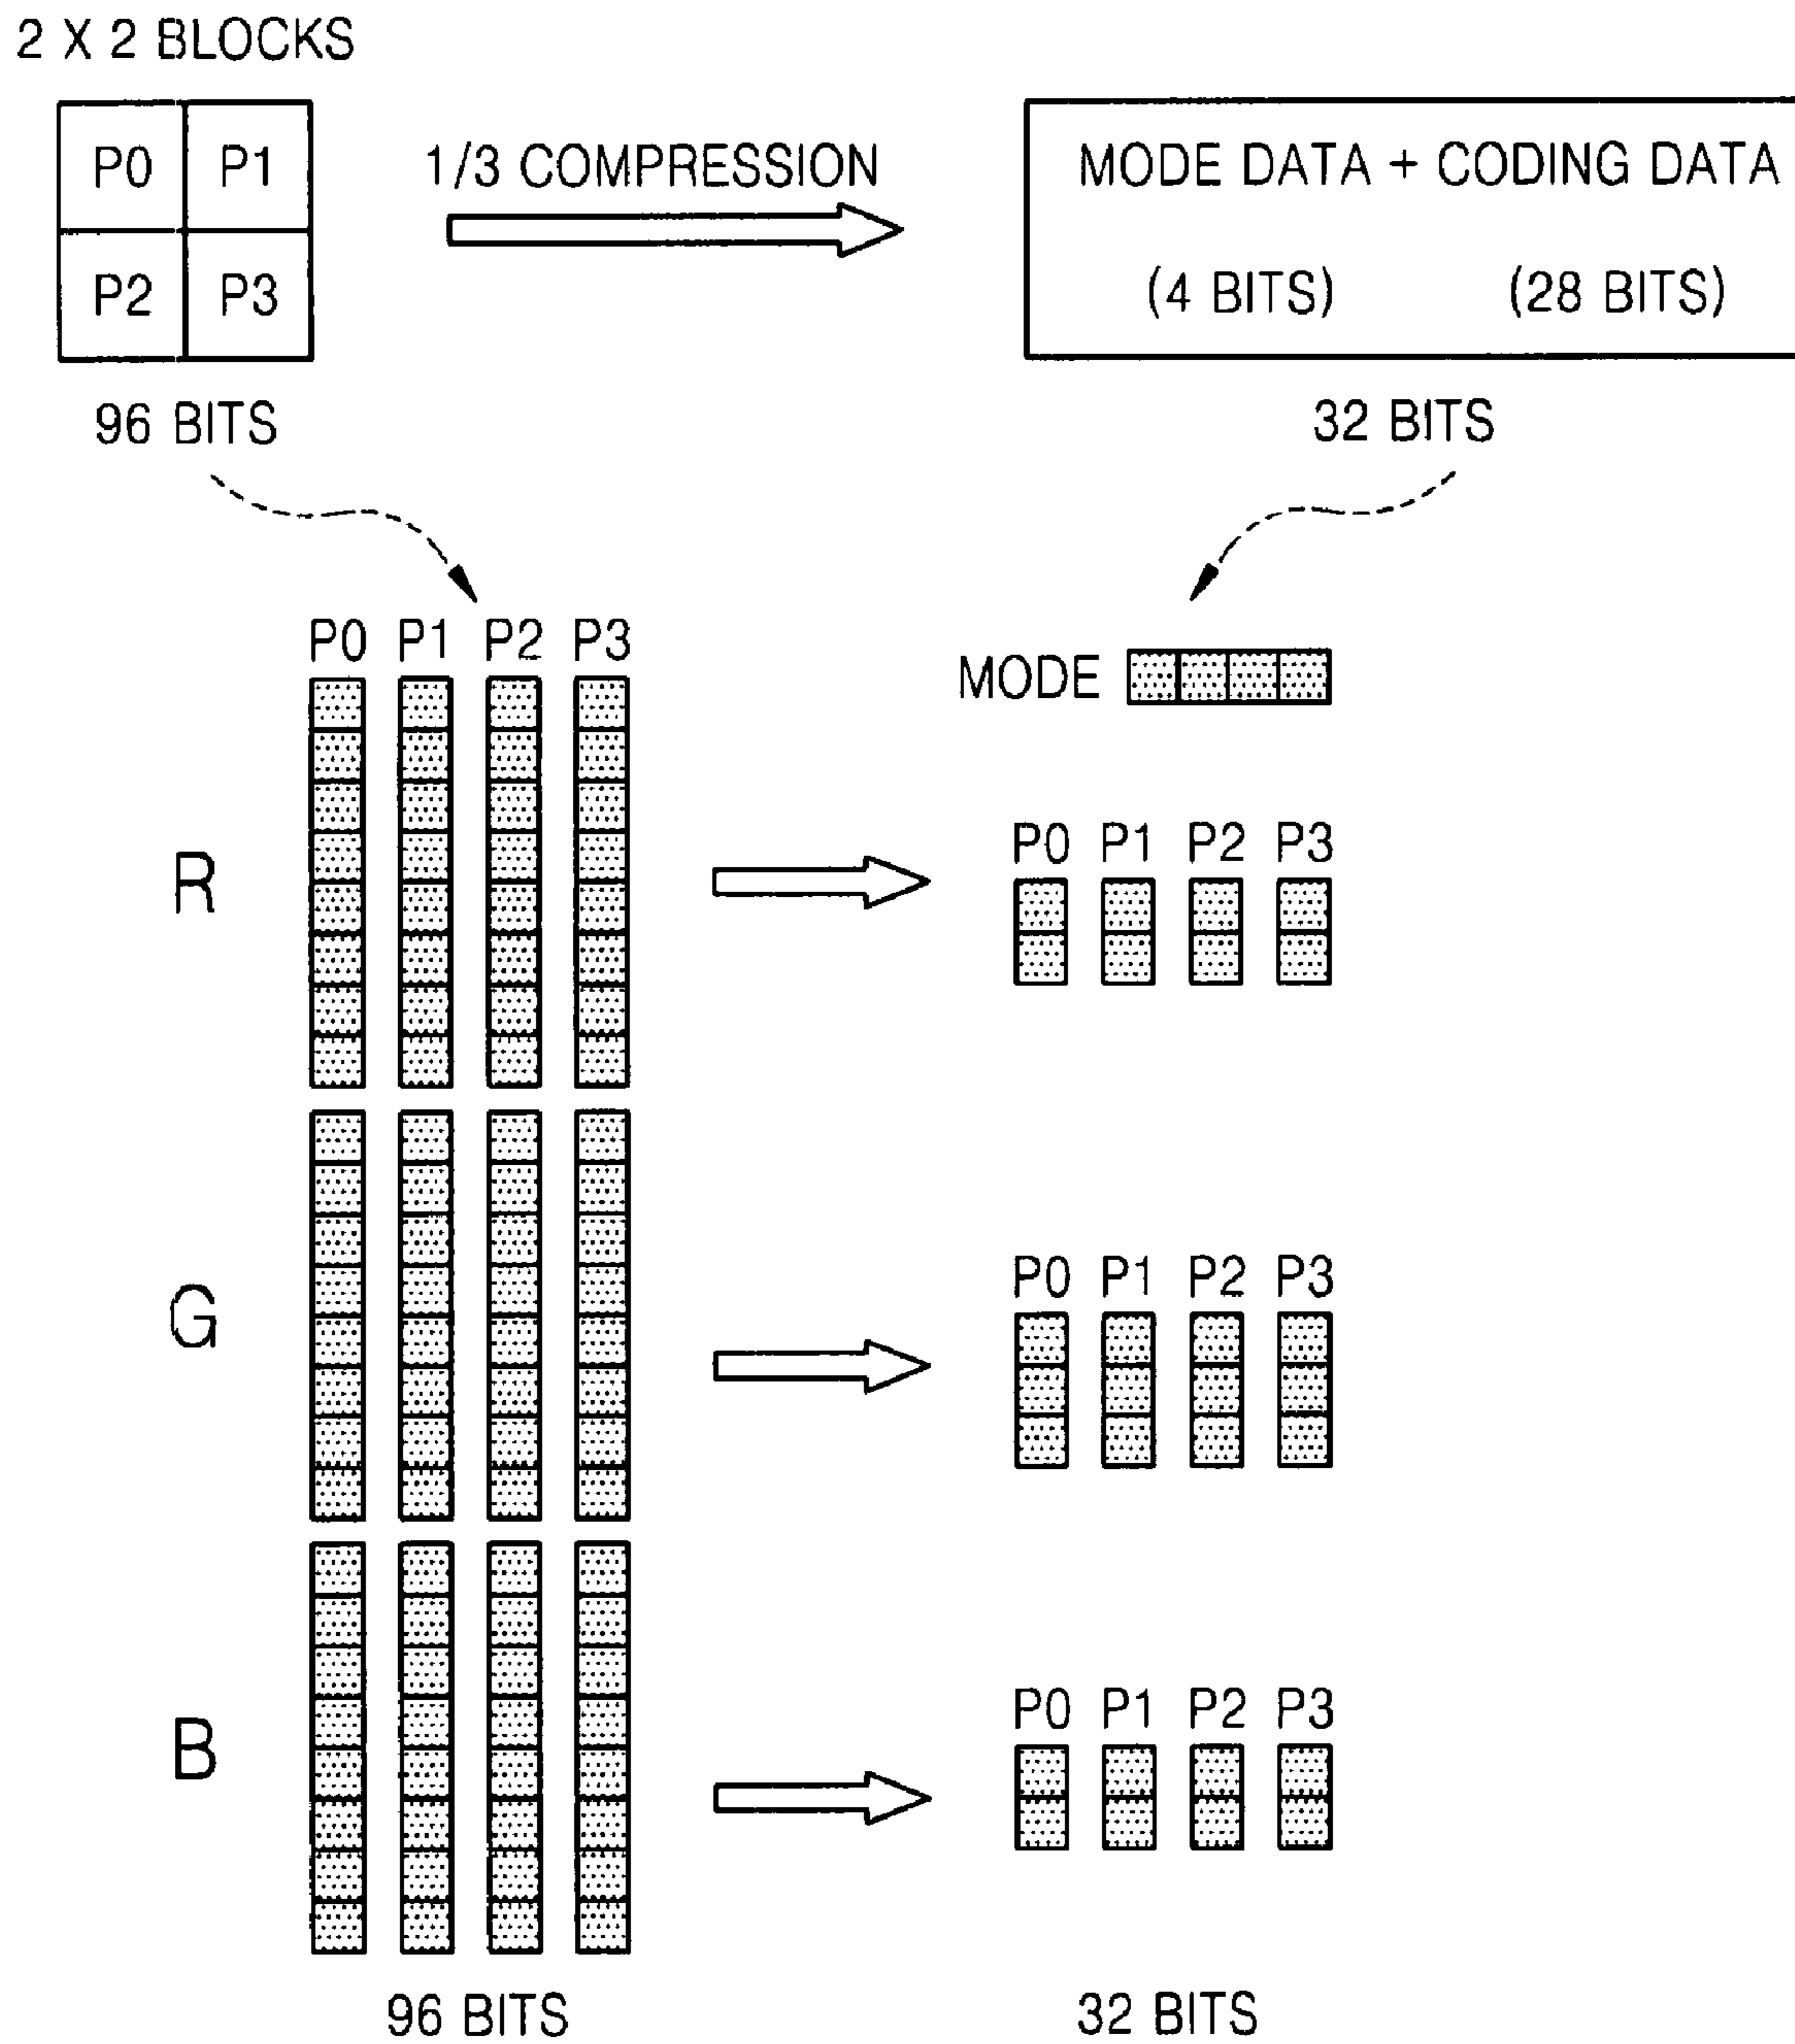 2 X 2 BLOCKS
P0 P1
P2 P3
96 BITS
1/3 COMPRESSION
MODE DATA + CODING DATA
(4 BITS) (28 BITS)
32 BITS
P0 P1 P2 P3
MODE
R
P0 P1 P2 P3
G
P0 P1 P2 P3
B
P0 P1 P2 P3
96 BITS
32 BITS